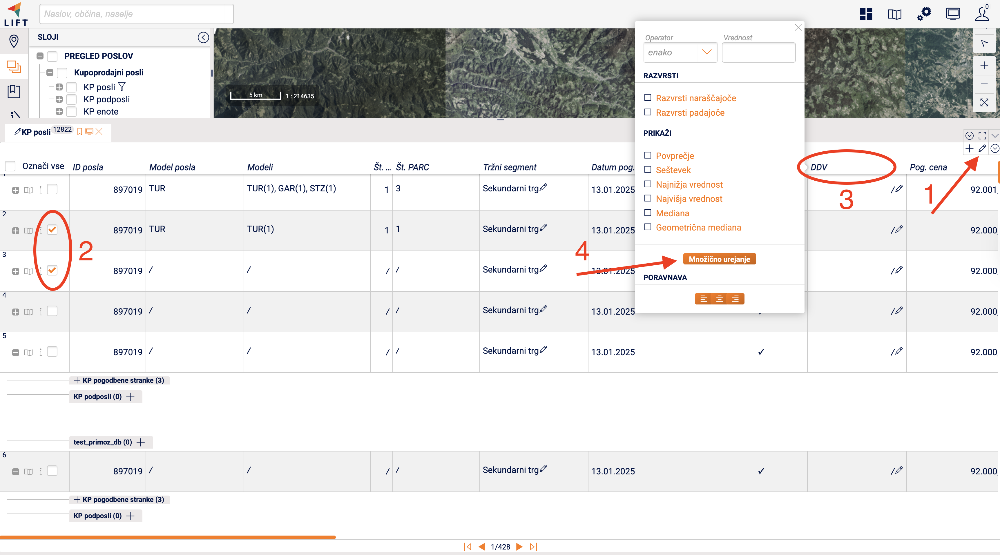 LIFT
Naslov, občina, naselje
0
SLOJI
PREGLED POSLOV
Kupoprodajni posli
KP posli
KP podposli
KP enote
5 km
1 : 214635
Operator
Vrednost
enako
RAZVRSTI
Razvrsti naraščajoče
Razvrsti padajoče
PRIKAŽI
Povprečje
Seštevek
Najnižja vrednost
Najvišja vrednost
Mediana
Geometrična mediana
Množično urejanje
PORAVNAVA
KP posli 12822
Označi vse ID posla Model posla Modeli Št. ... Št. PARC Tržni segment Datum pog. DDV Pog. cena
897019 TUR TUR(1), GAR(1), STZ(1) 1 3 Sekundarni trg 13.01.2025 / 92.001,
2
897019 TUR TUR(1) 1 1 Sekundarni trg 13.01.2025 / 92.000,
3
897019 / / / / Sekundarni trg 13.01.2025 / 92.000,
4
897019 / / / / Sekundarni trg 13.01.2025 / 92.000,
5
897019 / / / / Sekundarni trg 13.01.2025 ✓ / 92.000,
KP pogodbene stranke (3)
KP podposli (0)
test_primoz_db (0)
6
897019 / / / / Sekundarni trg 13.01.2025 ✓ / 92.000,
KP pogodbene stranke (3)
KP podposli (0)
1/428
1
2
3
4